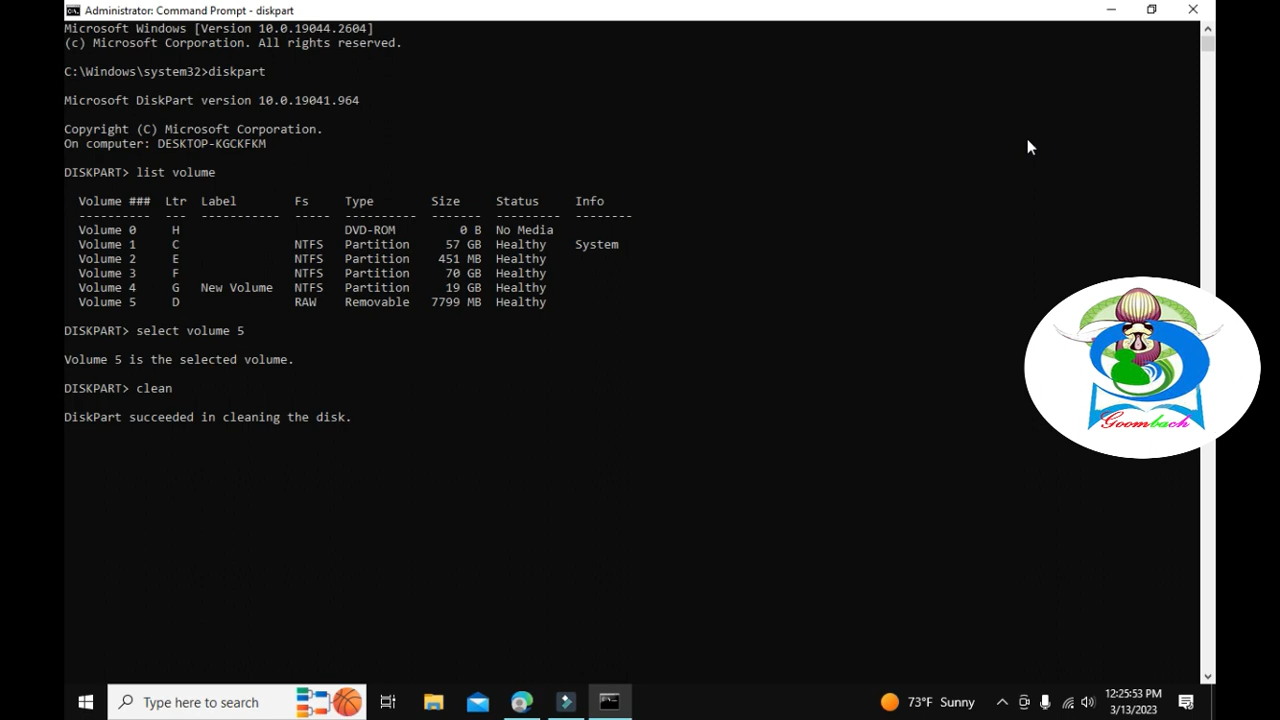 Administrator: Command Prompt - diskpart
Microsoft Windows [Version 10.0.19044.2604]
(c) Microsoft Corporation. All rights reserved.
C:\Windows\system32>diskpart
Microsoft DiskPart version 10.0.19041.964
Copyright (C) Microsoft Corporation.
On computer: DESKTOP-KGCKFKM
DISKPART> list volume
Volume ### Ltr Label Fs Type Size Status Info
---------- --- ----------- ----- ---------- ------- --------- --------
Volume 0 H DVD-ROM 0 B No Media
Volume 1 C NTFS Partition 57 GB Healthy System
Volume 2 E NTFS Partition 451 MB Healthy
Volume 3 F NTFS Partition 70 GB Healthy
Volume 4 G New Volume NTFS Partition 19 GB Healthy
Volume 5 D RAW Removable 7799 MB Healthy
DISKPART> select volume 5
Volume 5 is the selected volume.
DISKPART> clean
DiskPart succeeded in cleaning the disk.
Goombach
Type here to search
73°F Sunny
12:25:53 PM
3/13/2023